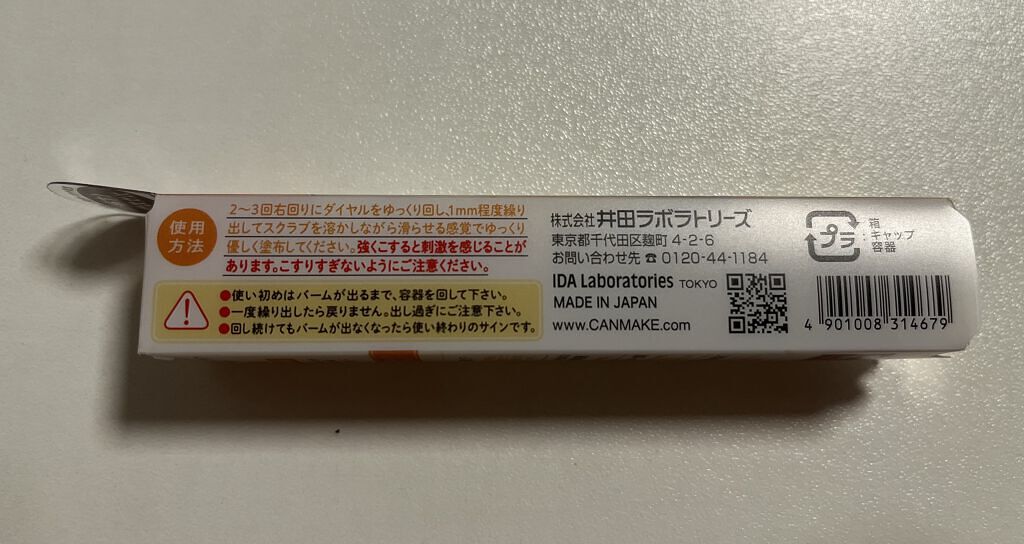 使用
方法
2〜3回右回りにダイヤルをゆっくり回し、1mm程度繰り
出してスクラブを溶かしながら滑らせる感覚でゆっくり
優しく塗布してください。強くこすると刺激を感じることが
あります。こすりすぎないようにご注意ください。
●使い初めはバームが出るまで、容器を回して下さい。
●一度繰り出したら戻りません。出し過ぎにご注意下さい。
●回し続けてもバームが出なくなったら使い終わりのサインです。
株式会社 井田ラボラトリーズ
東京都千代田区麹町 4-2-6
お問い合わせ先 ☎ 0120-44-1184
IDA Laboratories TOKYO
MADE IN JAPAN
www.CANMAKE.com
プラ
: 箱
キャップ
容器
4 901008 314679